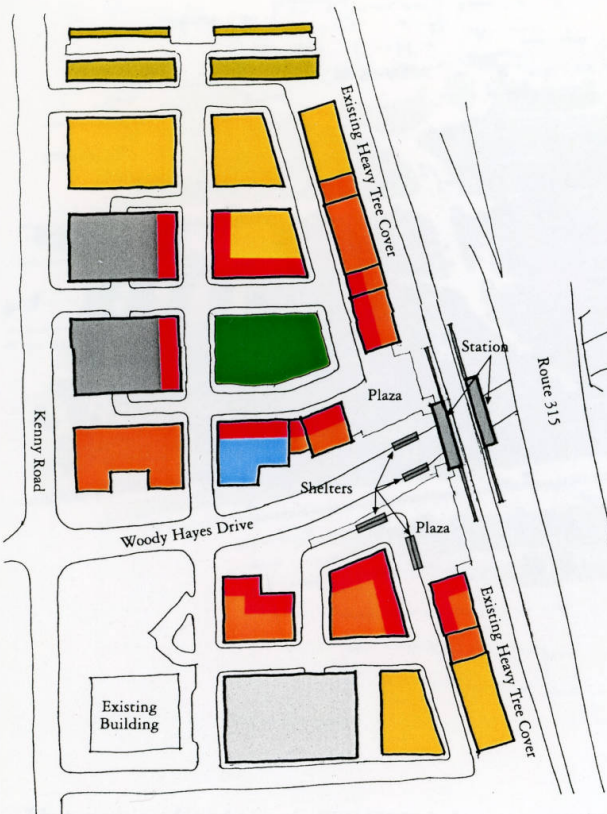 Existing Heavy Tree Cover
Station
Route 315
Plaza
Kenny Road
Shelters
Woody Hayes Drive
Plaza
Existing Heavy Tree Cover
Existing
Building